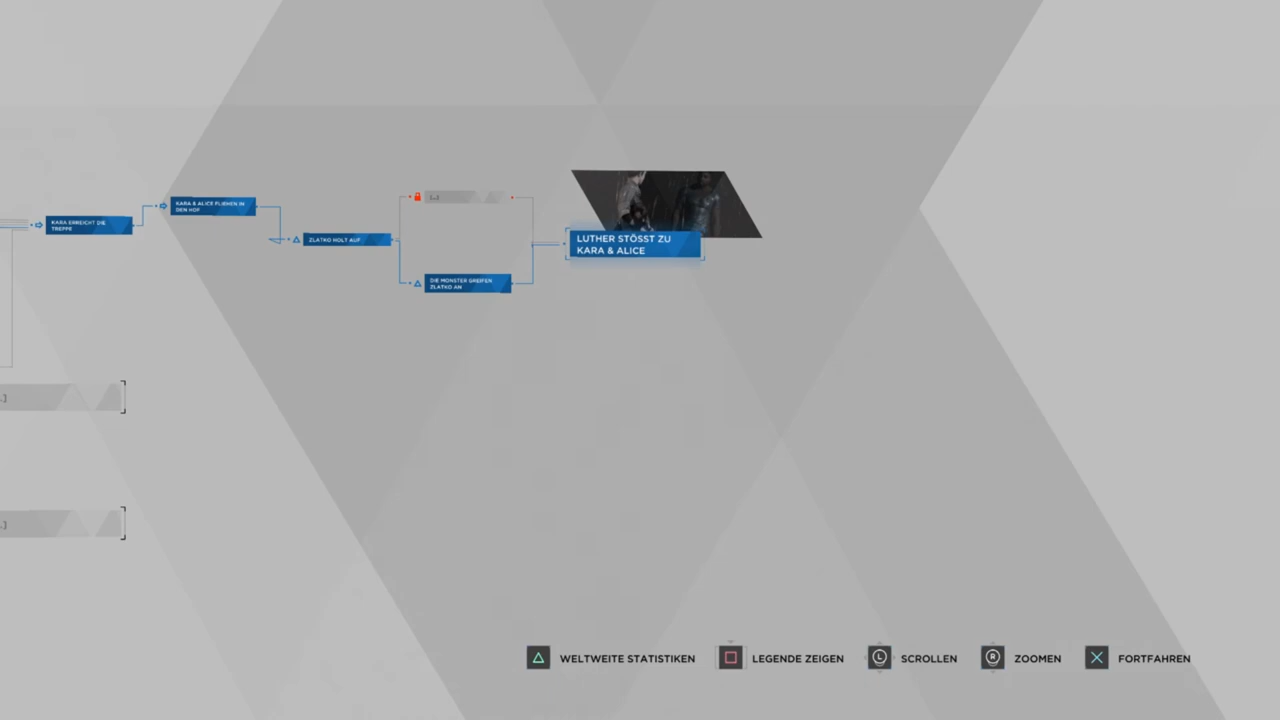 KARA ERREICHT DIE
TREPPE
KARA & ALICE FLIEHEN IN
DEN HOF
ZLATKO HOLT AUF
[...]
DIE MONSTER GREIFEN
ZLATKO AN
LUTHER STÖSST ZU
KARA & ALICE
..]
..]
WELTWEITE STATISTIKEN
LEGENDE ZEIGEN
L
SCROLLEN
R
ZOOMEN
FORTFAHREN